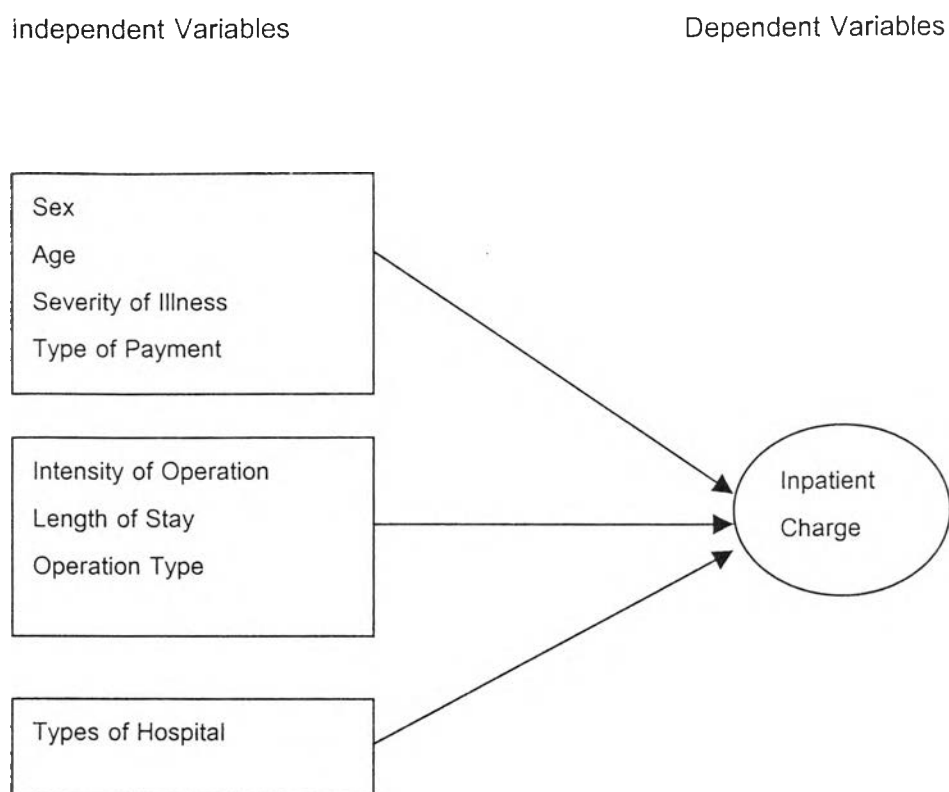 Independent Variables
Dependent Variables
Sex
Age
Severity of Illness
Type of Payment
Intensity of Operation
Length of Stay
Operation Type
Inpatient
Charge
Types of Hospital